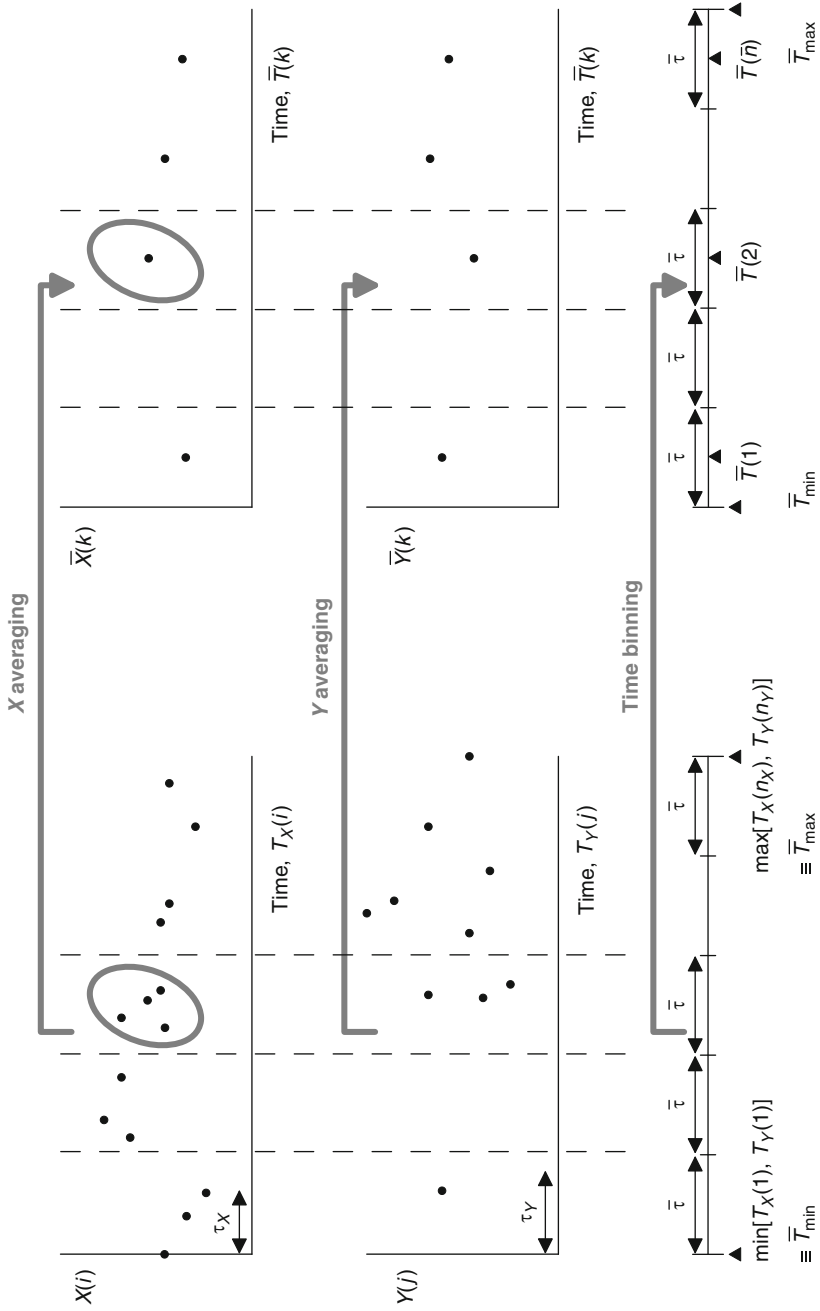 X averaging
X(i)
τ_X
Time, T_X(i)
X̅(k)
Time, T̅(k)
Y averaging
Y(j)
τ_Y
Time, T_Y(j)
Y̅(k)
Time, T̅(k)
Time binning
τ̅ τ̅ τ̅ τ̅
τ̅ τ̅ τ̅ τ̅
min[T_X(1), T_Y(1)]
≡ T̅_min
max[T_X(n_X), T_Y(n_Y)]
≡ T̅_max
T̅(1) T̅(2) T̅(n̅)
T̅_min T̅_max